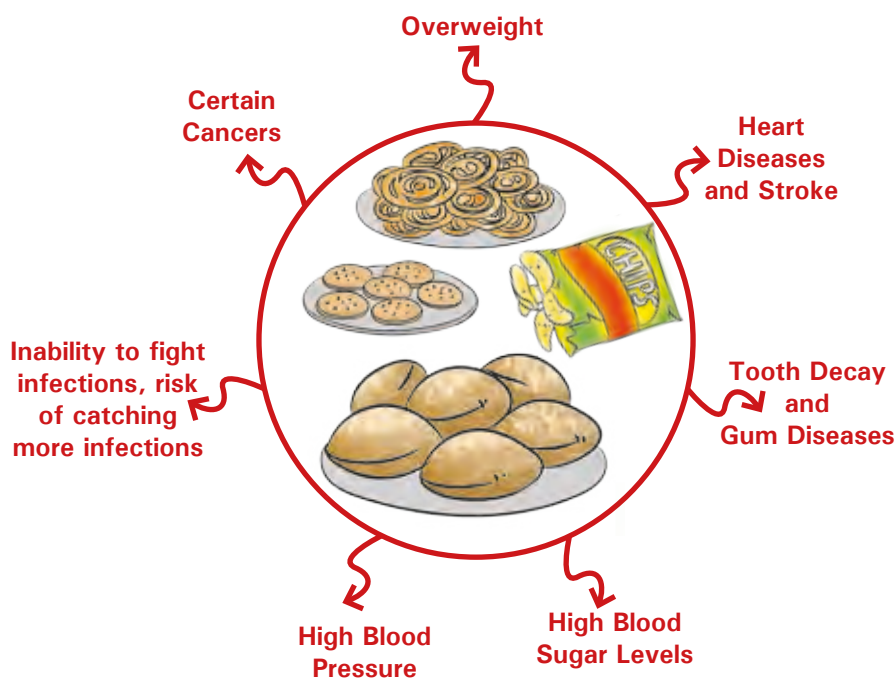 Overweight
Certain
Cancers
Heart
Diseases
and Stroke
CHIPS
Inability to fight
infections, risk
of catching
more infections
Tooth Decay
and
Gum Diseases
High Blood
Pressure
High Blood
Sugar Levels